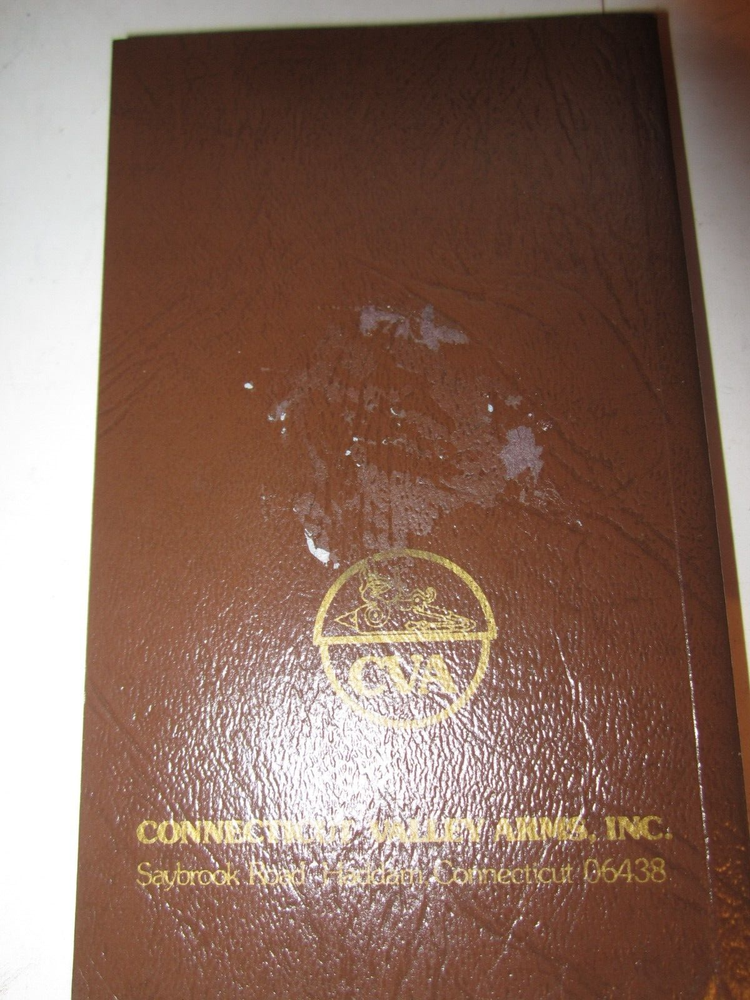 CVA
CONNECTICUT VALLEY ARMS, INC.
Saybrook Road, Haddam, Connecticut 06438